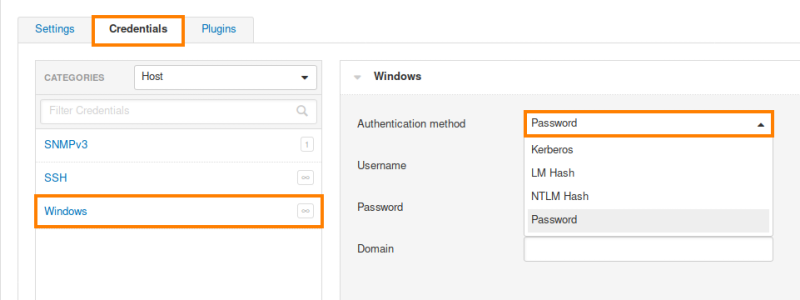 Settings
Credentials
Plugins
CATEGORIES
Host
Filter Credentials
SNMPv3
1
SSH
∞
Windows
∞
Windows
Authentication method
Password
Kerberos
LM Hash
NTLM Hash
Password
Username
Password
Domain